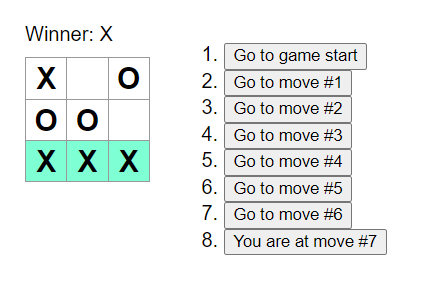 Winner: X
X O
O O
X X X
1. Go to game start
2. Go to move #1
3. Go to move #2
4. Go to move #3
5. Go to move #4
6. Go to move #5
7. Go to move #6
8. You are at move #7